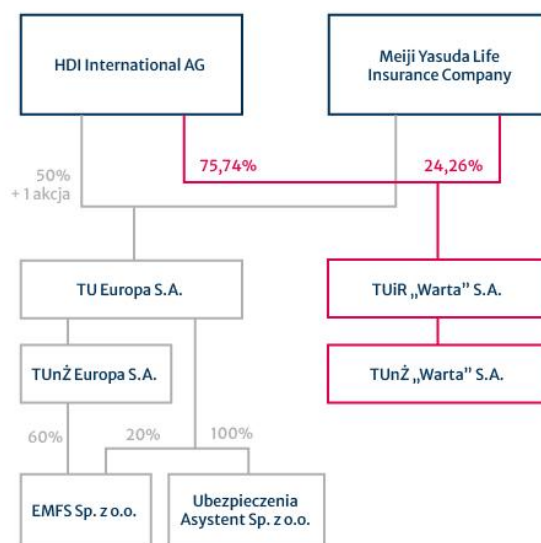 HDI International AG
Meiji Yasuda Life
Insurance Company
50%
+ 1 akcja
75,74%
24,26%
TU Europa S.A.
TUiR „Warta” S.A.
TUnŻ Europa S.A.
TUnŻ „Warta” S.A.
60%
20%
100%
EMFS Sp. z o.o.
Ubezpieczenia
Asystent Sp. z o.o.